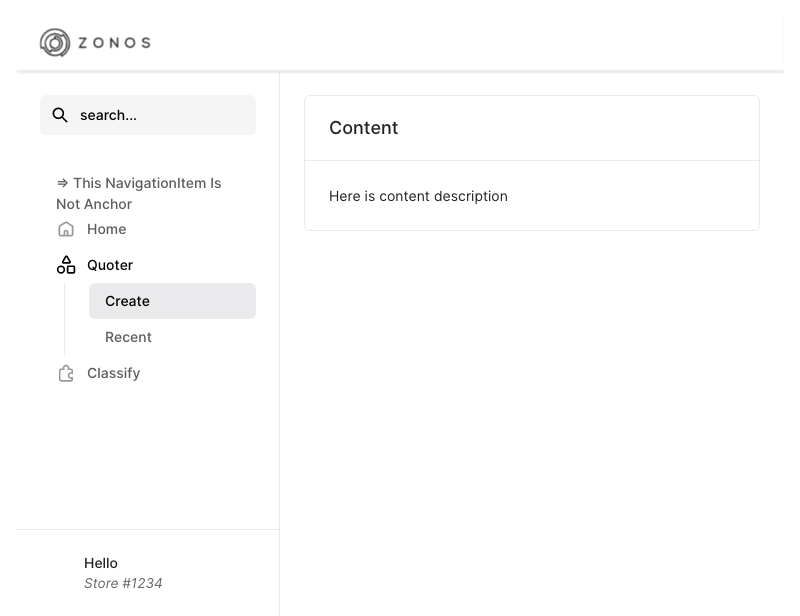 ZONOS
search...
⇒ This NavigationItem Is
Not Anchor
Home
Quoter
Create
Recent
Classify
Hello
Store #1234
Content
Here is content description